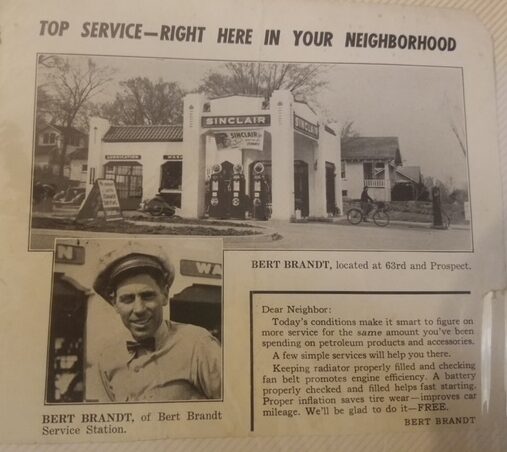 TOP SERVICE—RIGHT HERE IN YOUR NEIGHBORHOOD
SINCLAIR
SINCLAIR
SINCLAIR
LUBRICATION
BERT BRANDT, located at 63rd and Prospect.
N
WA
BERT BRANDT, of Bert Brandt
Service Station.
Dear Neighbor:
Today's conditions make it smart to figure on
more service for the same amount you've been
spending on petroleum products and accessories.
A few simple services will help you there.
Keeping radiator properly filled and checking
fan belt promotes engine efficiency. A battery
properly checked and filled helps fast starting.
Proper inflation saves tire wear—improves car
mileage. We'll be glad to do it—FREE.
BERT BRANDT